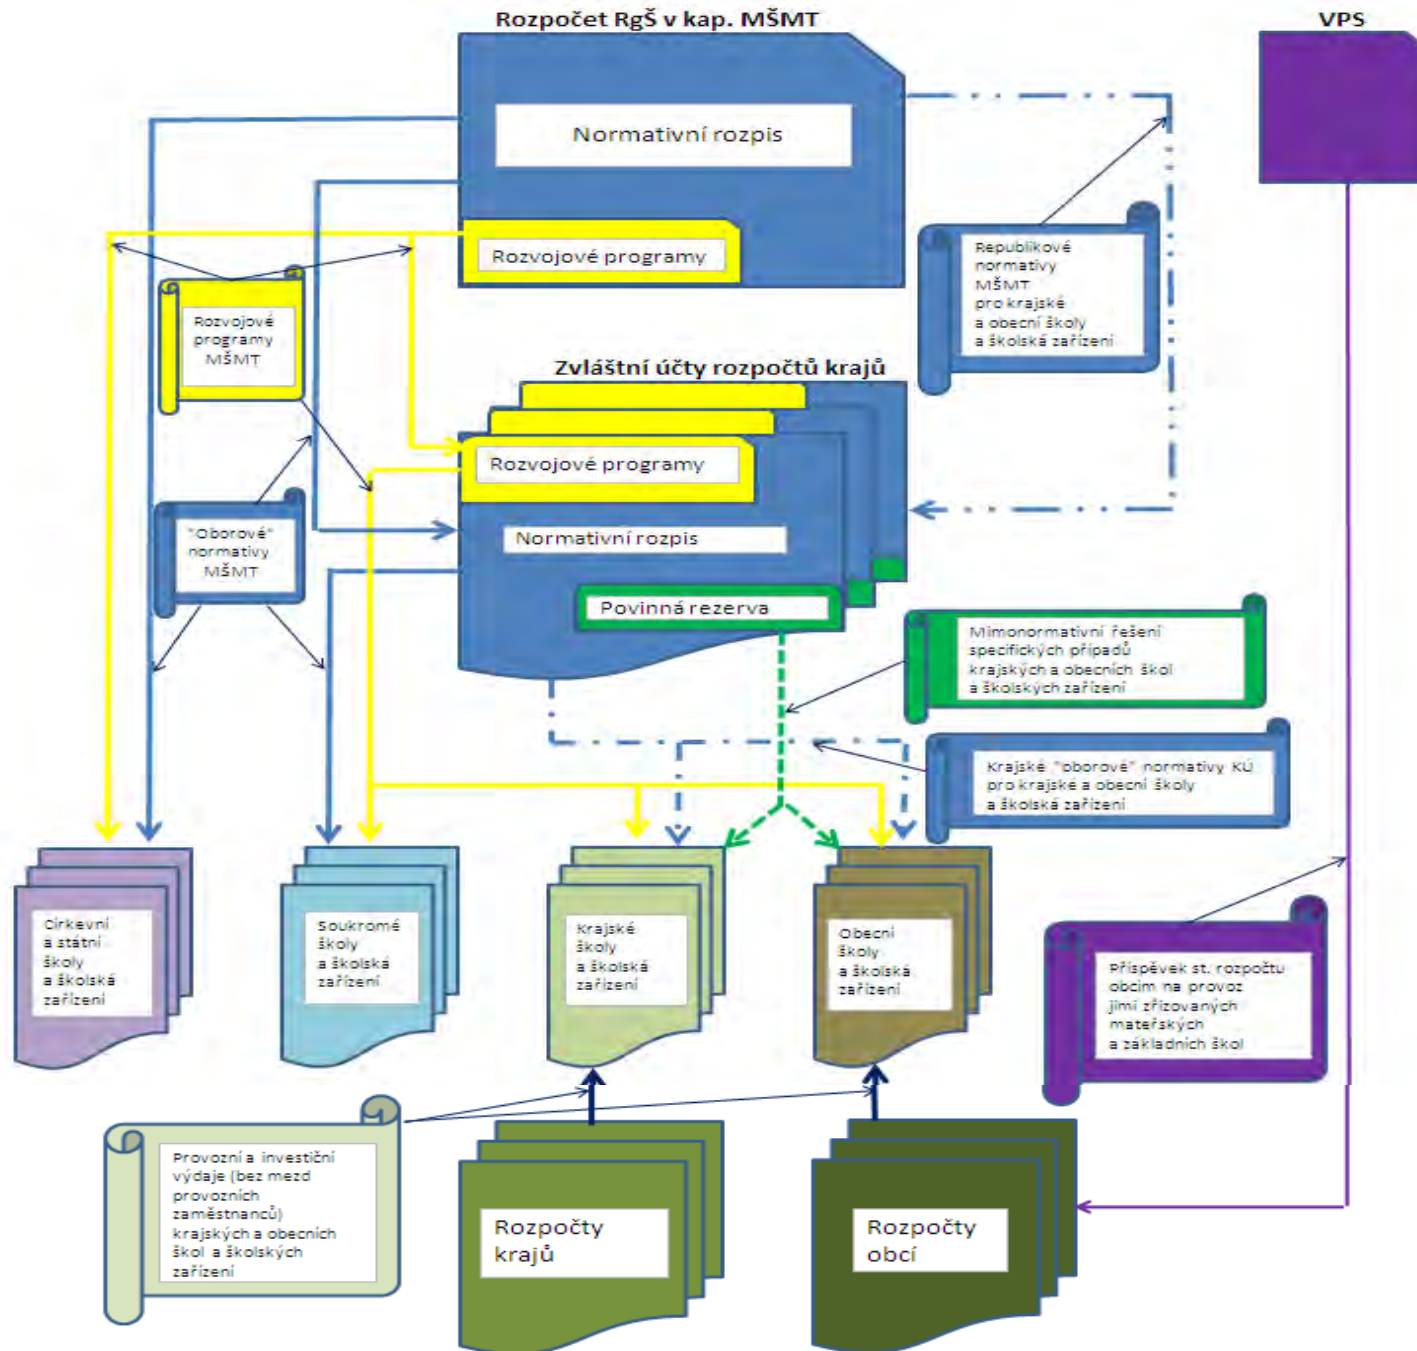 Rozpočet RgŠ v kap. MŠMT
VPS
Normativní rozpis
Rozvojové programy
Republikové
normativy
MŠMT
pro krajské
a obecní školy
a školská zařízení
Rozvojové
programy
MŠMT
Zvláštní účty rozpočtů krajů
Rozvojové programy
"Oborové"
normativy
MŠMT
Normativní rozpis
Povinná rezerva
Mimonormativní řešení
specifických případů
krajských a obecních škol
a školských zařízení
Krajské "oborové" normativy KÚ
pro krajské a obecní školy
a školská zařízení
Církevní
a státní
školy
a školská
zařízení
Soukromé
školy
a školská
zařízení
Krajské
školy
a školská
zařízení
Obecní
školy
a školská
zařízení
Příspěvek st. rozpočtu
obcím na provoz
jimi zřizovaných
mateřských
a základních škol
Provozní a investiční
výdaje (bez mezd
provozních
zaměstnanců)
krajských a obecních
škol a školských
zařízení
Rozpočty
krajů
Rozpočty
obcí